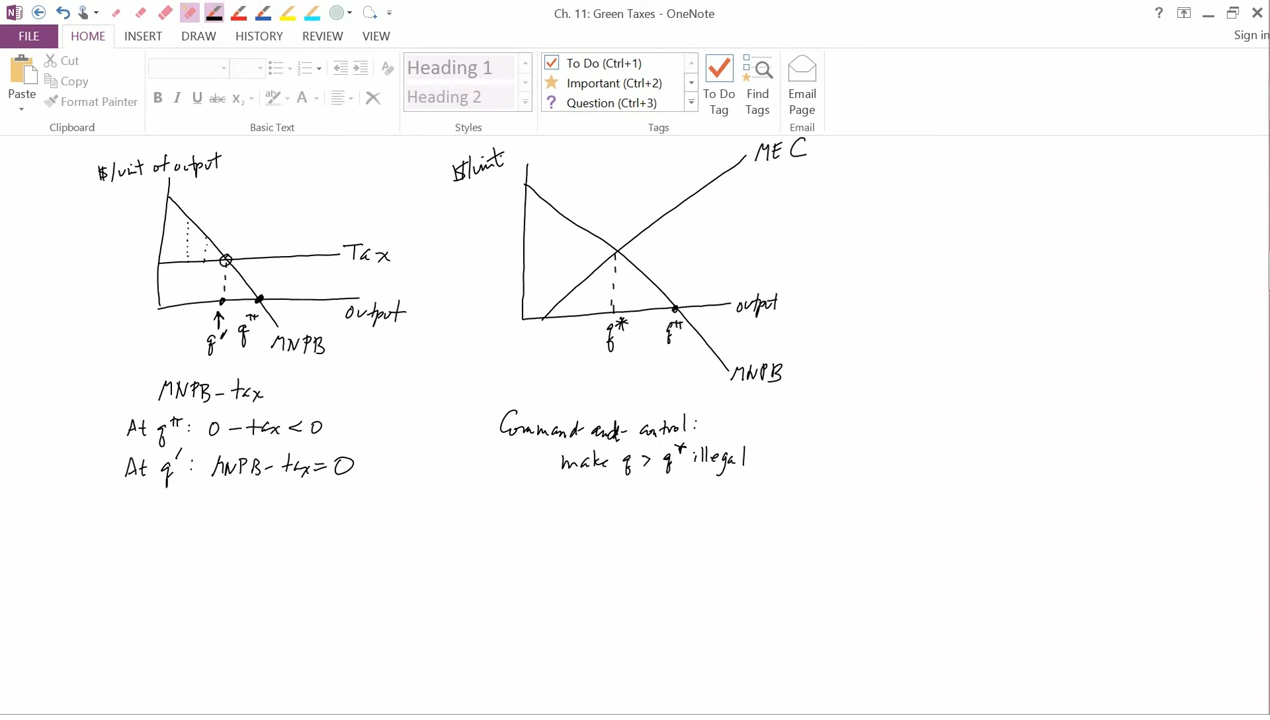 Ch. 11: Green Taxes - OneNote
?
Sign in
FILE HOME INSERT DRAW HISTORY REVIEW VIEW
Paste
Cut
Copy
Format Painter
Clipboard
B I U abc x₂ A
Basic Text
Heading 1
Heading 2
Styles
To Do (Ctrl+1)
Important (Ctrl+2)
? Question (Ctrl+3)
To Do Tag
Find Tags
Tags
Email Page
Email
$/unit of output
Tax
output
q' q^π
MNPB
MNPB - tax
At q^π: 0 - tax < 0
At q': MNPB - tax = 0
$/unit
MEC
output
q* q^π
MNPB
Command-and-control:
make q > q* illegal